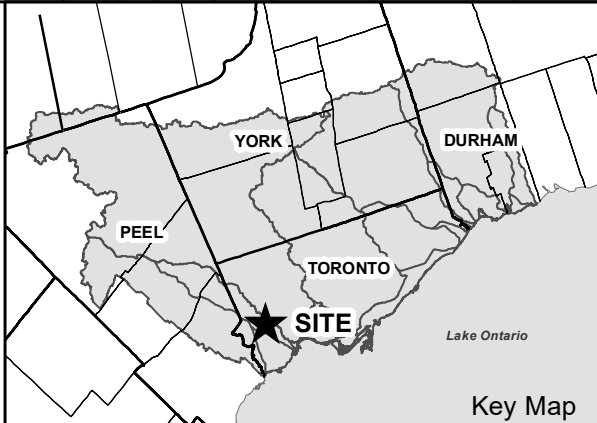 YORK
DURHAM
PEEL
TORONTO
SITE
Lake Ontario
Key Map